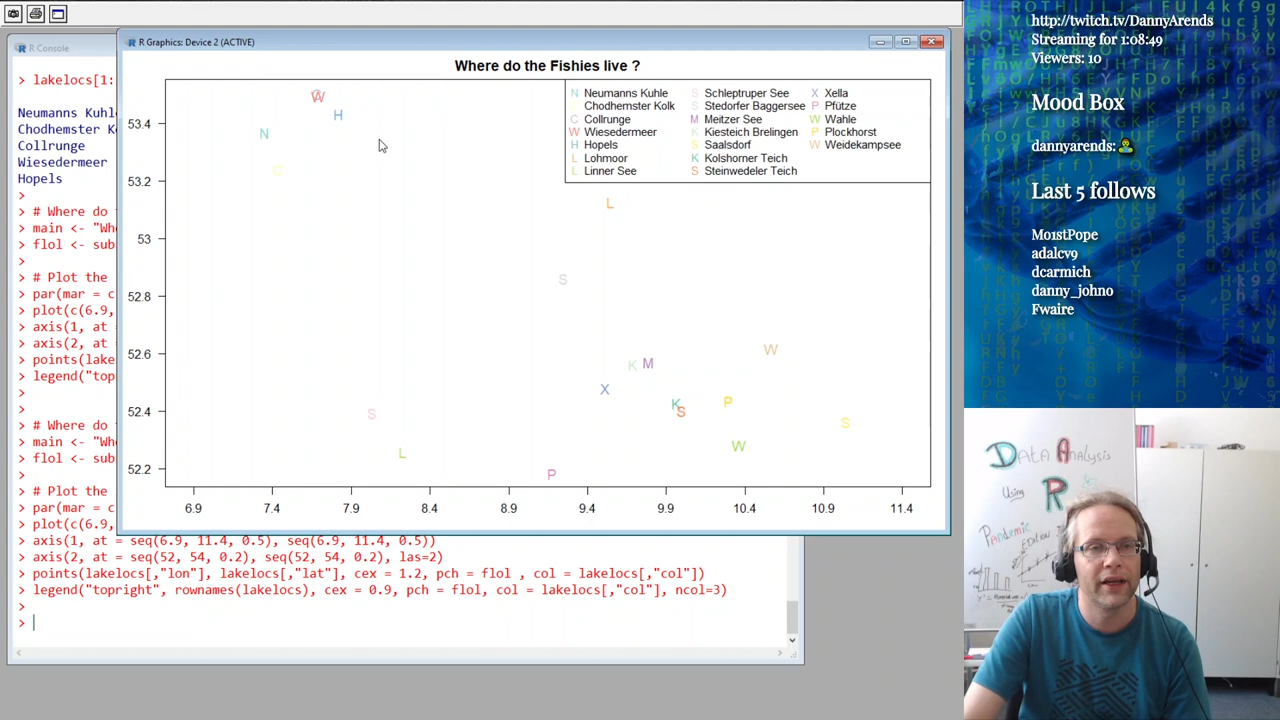 R Console
> lakelocs[1:
Neumanns Kuhle
Chodhemster Ko
Collrunge
Wiesedermeer
Hopels
>
> # Where do
> main <- "Wh
> flol <- sub
>
> # Plot the
> par(mar = c
> plot(c(6.9,
> axis(1, at =
> axis(2, at =
> points(lake
> legend("top
>
>
> # Where do
> main <- "Wh
> flol <- sub
>
> # Plot the
> par(mar = c
> plot(c(6.9,
> axis(1, at = seq(6.9, 11.4, 0.5), seq(6.9, 11.4, 0.5))
> axis(2, at = seq(52, 54, 0.2), seq(52, 54, 0.2), las=2)
> points(lakelocs[,"lon"], lakelocs[,"lat"], cex = 1.2, pch = flol , col = lakelocs[,"col"])
> legend("topright", rownames(lakelocs), cex = 0.9, pch = flol, col = lakelocs[,"col"], ncol=3)
>
>
R Graphics: Device 2 (ACTIVE)
Where do the Fishies live ?
N Neumanns Kuhle
C Chodhemster Kolk
C Collrunge
W Wiesedermeer
H Hopels
L Lohmoor
L Linner See
S Schleptruper See
S Stedorfer Baggersee
M Meitzer See
K Kiesteich Brelingen
S Saalsdorf
K Kolshorner Teich
S Steinwedeler Teich
X Xella
P Pfütze
W Wahle
P Plockhorst
W Weidekampsee
W
H
N
C
L
S
W
K M
X
K
S
P
S
S
L
W
P
53.4
53.2
53
52.8
52.6
52.4
52.2
6.9 7.4 7.9 8.4 8.9 9.4 9.9 10.4 10.9 11.4
http://twitch.tv/DannyArends
Streaming for 1:08:49
Viewers: 10
Mood Box
dannyarends:
Last 5 follows
Mo1stPope
adalcv9
dcarmich
danny_johno
Fwaire
Data Analysis
Using R
Pandemic
Edition